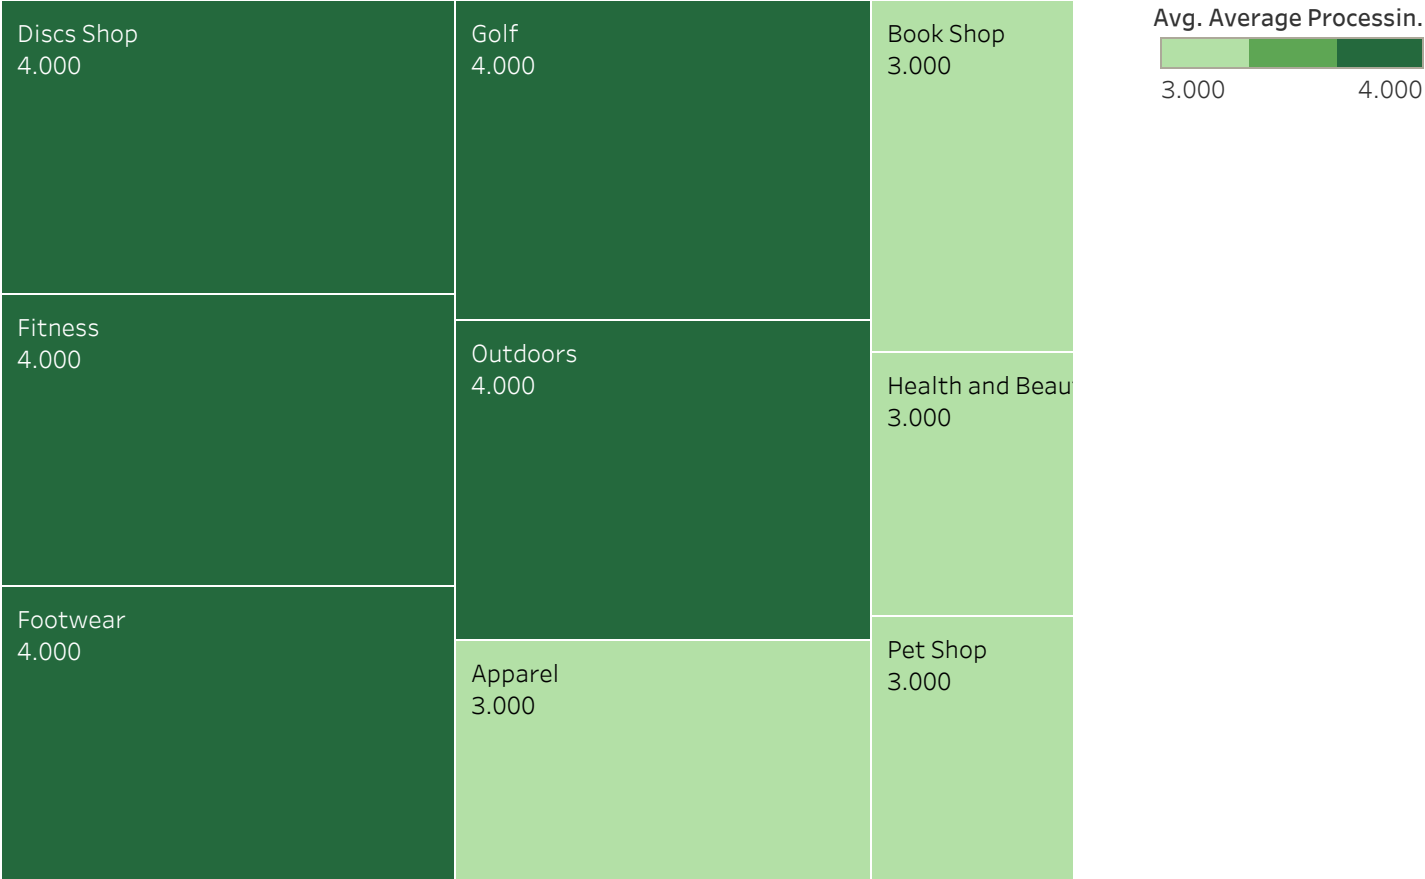 Discs Shop
4.000
Fitness
4.000
Footwear
4.000
Golf
4.000
Outdoors
4.000
Apparel
3.000
Book Shop
3.000
Health and Beau
3.000
Pet Shop
3.000
Avg. Average Processin.
3.000 4.000